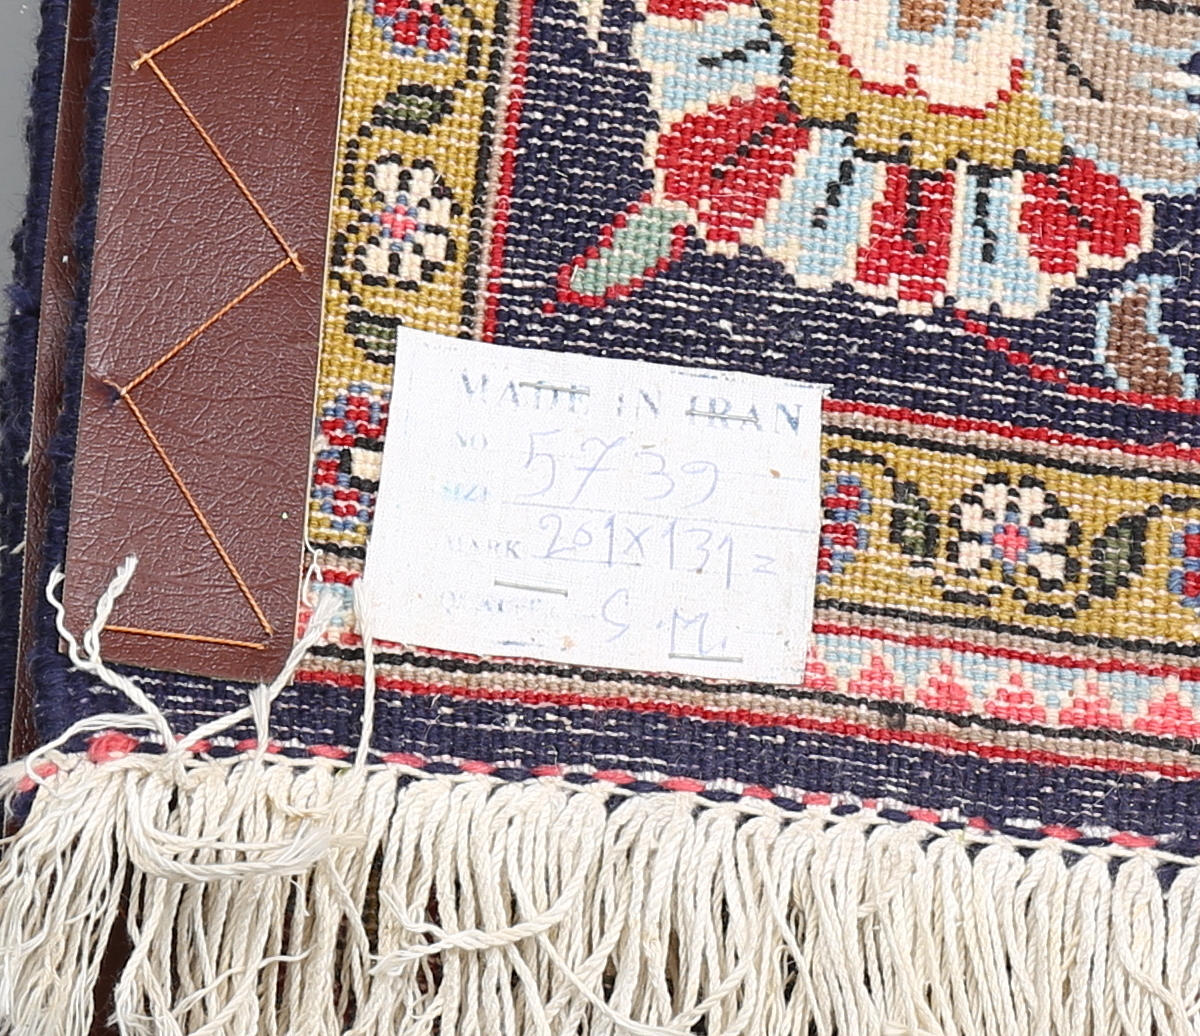 MADE IN IRAN
NO. 5739
SIZE
MARK 201x131=
QUALITY S.M.